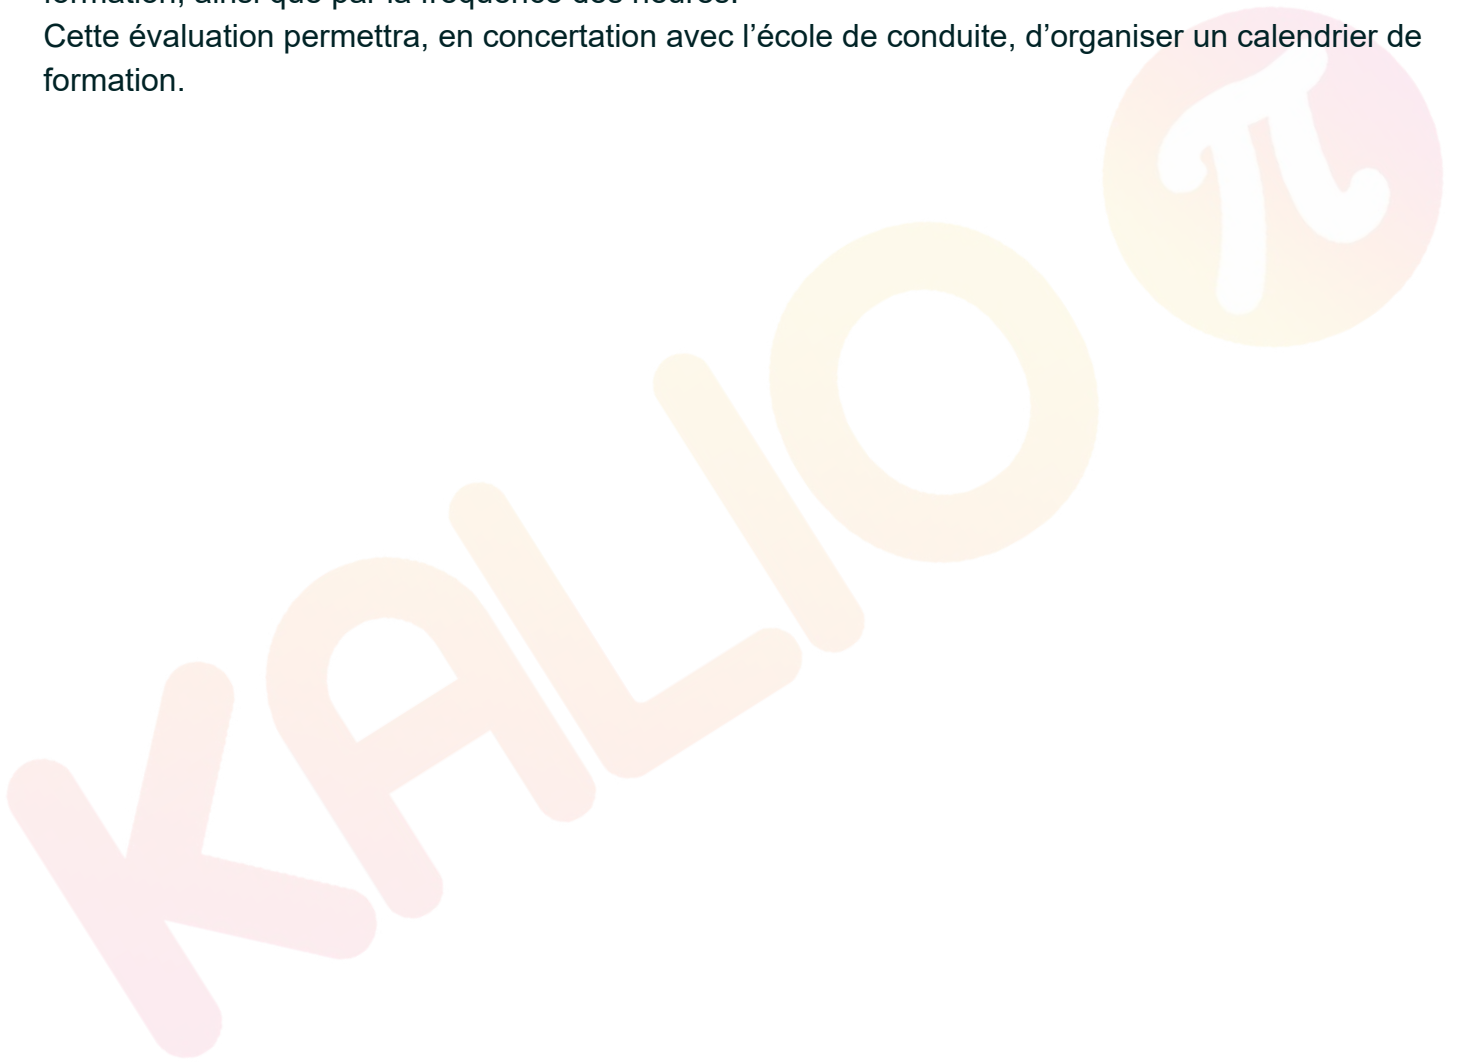 formation, ainsi que par la fréquence des heures.
Cette évaluation permettra, en concertation avec l’école de conduite, d’organiser un calendrier de
formation.
KALIO π